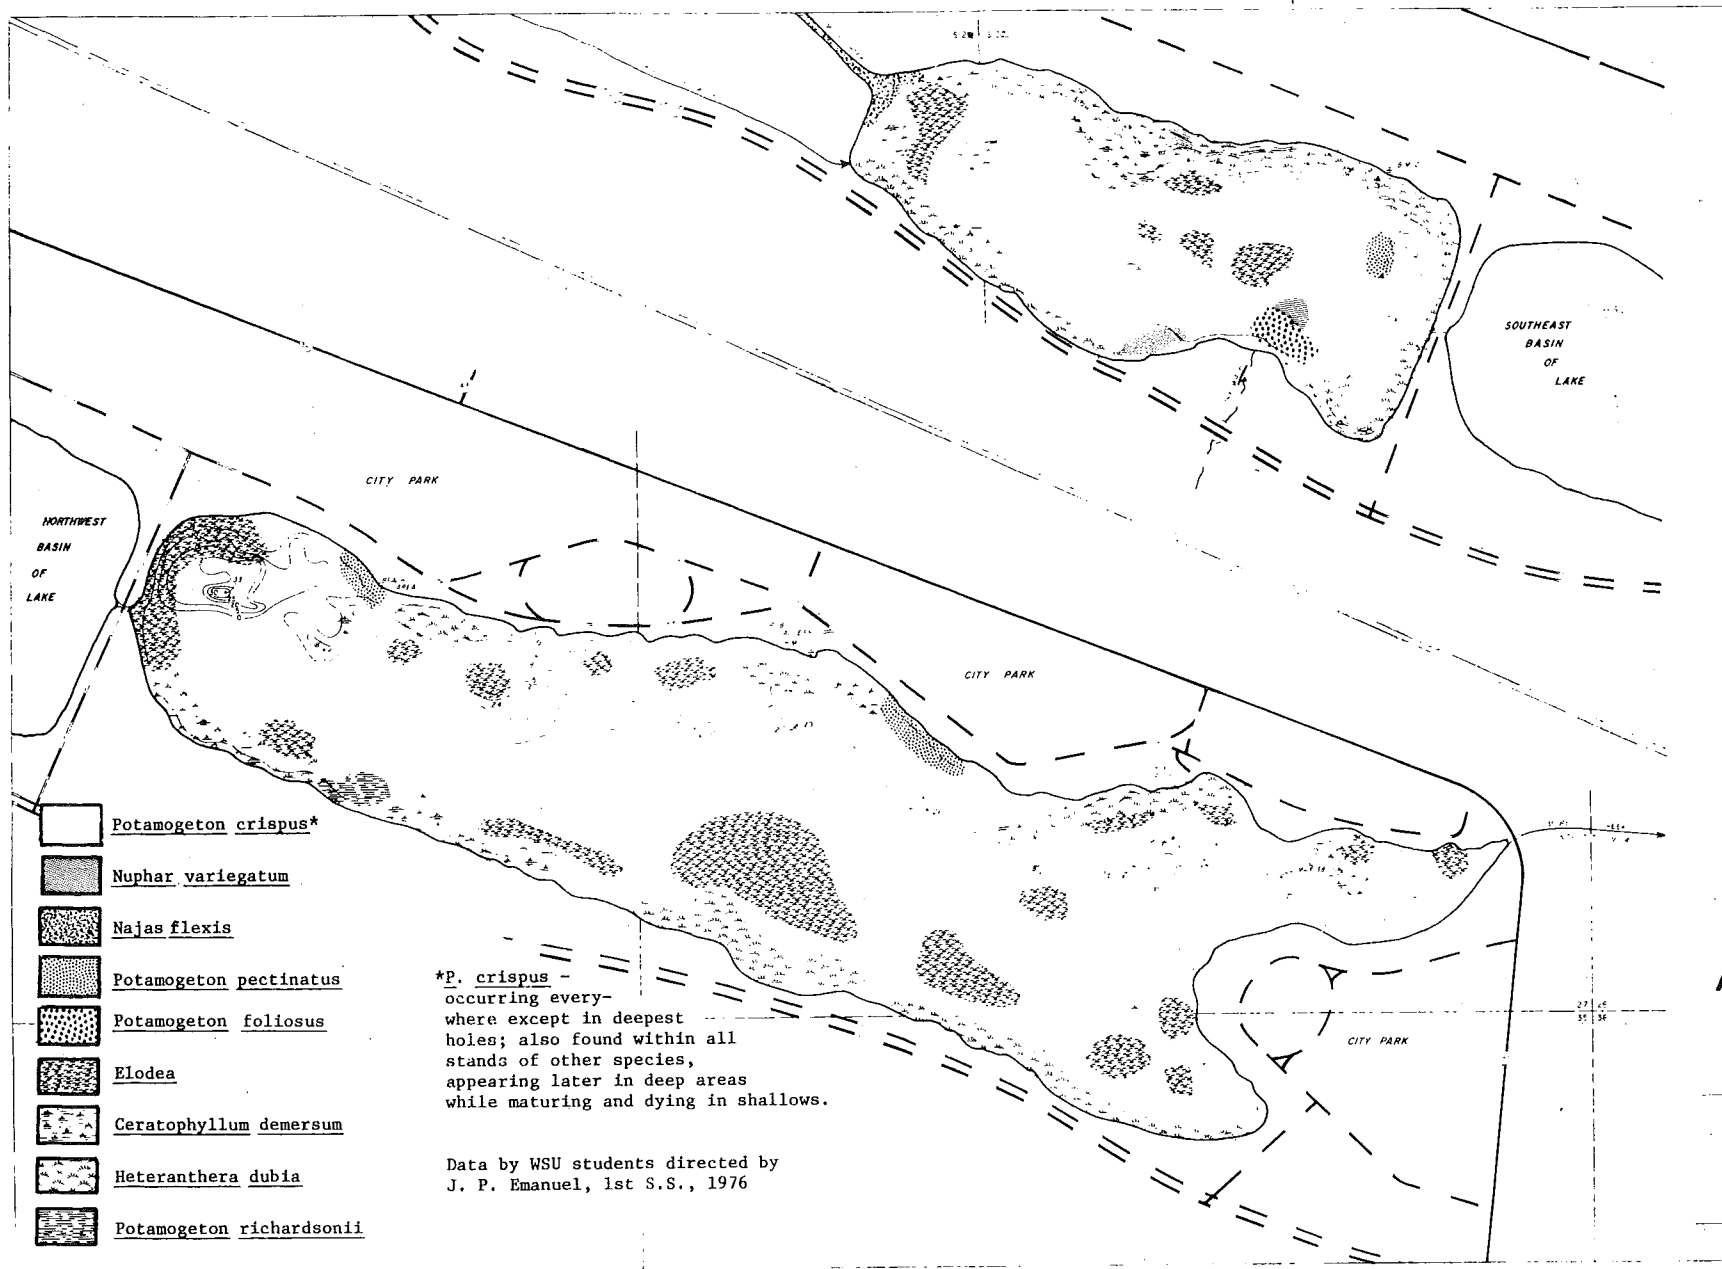 SOUTHEAST
BASIN
OF
LAKE
CITY PARK
NORTHWEST
BASIN
OF
LAKE
33
AREA
CITY PARK
24
Potamogeton crispus*
Nuphar variegatum
Najas flexis
Potamogeton pectinatus
Potamogeton foliosus
Elodea
Ceratophyllum demersum
Heteranthera dubia
Potamogeton richardsonii
*P. crispus -
occurring every-
where except in deepest
holes; also found within all
stands of other species,
appearing later in deep areas
while maturing and dying in shallows.
Data by WSU students directed by
J. P. Emanuel, 1st S.S., 1976
CITY PARK